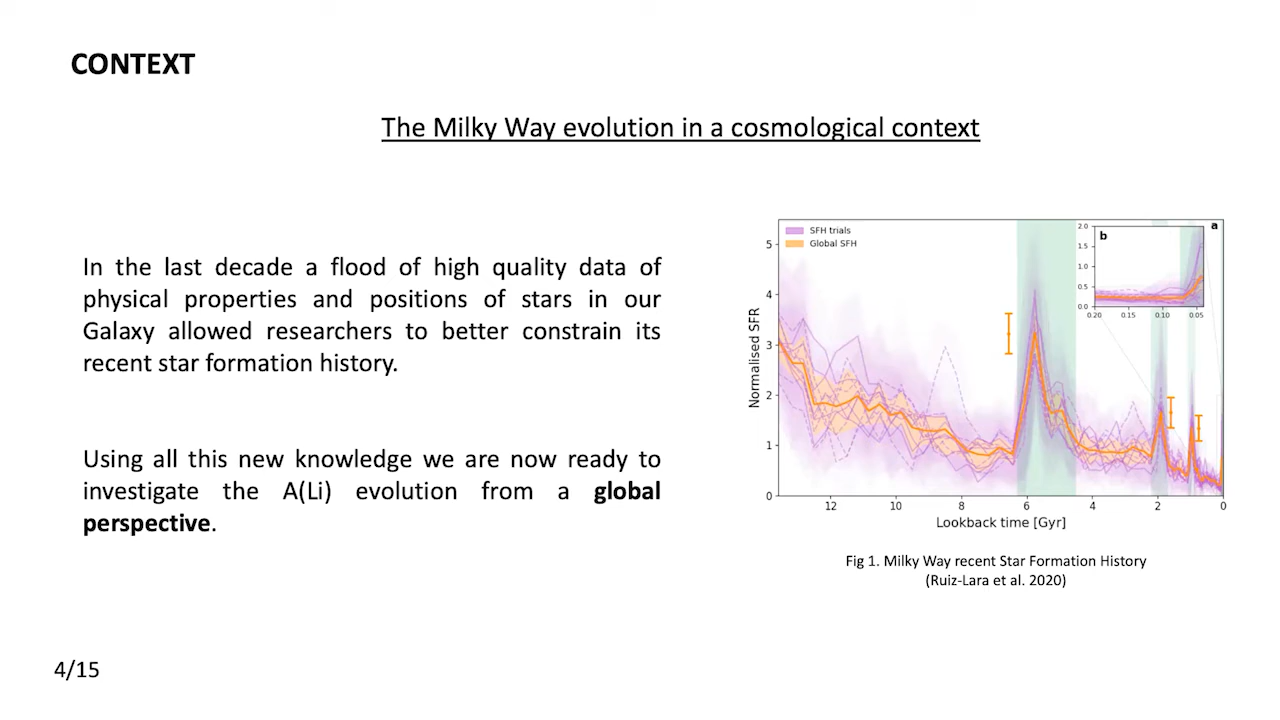 CONTEXT
The Milky Way evolution in a cosmological context
In the last decade a flood of high quality data of
physical properties and positions of stars in our
Galaxy allowed researchers to better constrain its
recent star formation history.
Using all this new knowledge we are now ready to
investigate the A(Li) evolution from a global
perspective.
SFH trials
Global SFH
a
b
2.0
1.5
1.0
0.5
0.0
0.20 0.15 0.10 0.05
5
4
3
2
1
0
Normalised SFR
12 10 8 6 4 2 0
Lookback time [Gyr]
Fig 1. Milky Way recent Star Formation History
(Ruiz-Lara et al. 2020)
4/15